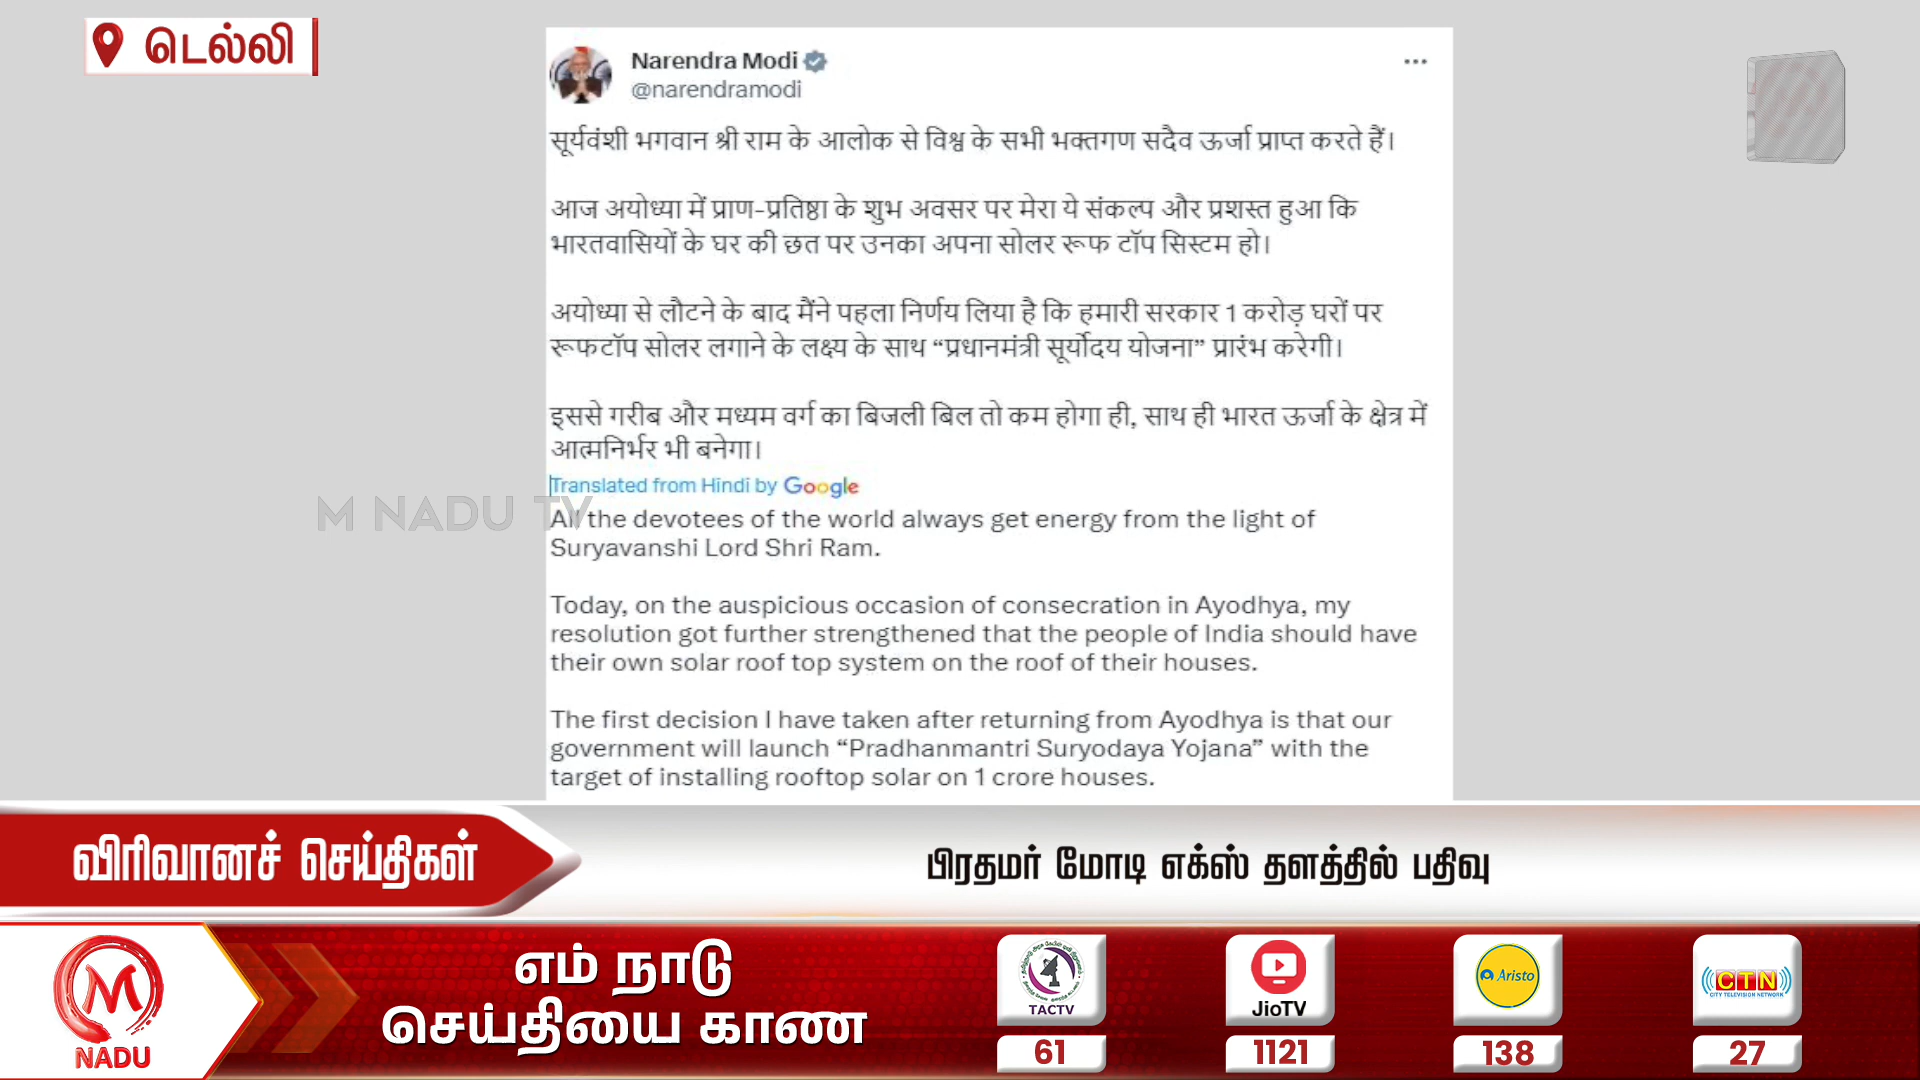 டெல்லி
Narendra Modi
@narendramodi
सूर्यवंशी भगवान श्री राम के आलोक से विश्व के सभी भक्तगण सदैव ऊर्जा प्राप्त करते हैं।
आज अयोध्या में प्राण-प्रतिष्ठा के शुभ अवसर पर मेरा ये संकल्प और प्रशस्त हुआ कि
भारतवासियों के घर की छत पर उनका अपना सोलर रूफ टॉप सिस्टम हो।
अयोध्या से लौटने के बाद मैंने पहला निर्णय लिया है कि हमारी सरकार 1 करोड़ घरों पर
रूफटॉप सोलर लगाने के लक्ष्य के साथ “प्रधानमंत्री सूर्योदय योजना” प्रारंभ करेगी।
इससे गरीब और मध्यम वर्ग का बिजली बिल तो कम होगा ही, साथ ही भारत ऊर्जा के क्षेत्र में
आत्मनिर्भर भी बनेगा।
Translated from Hindi by Google
M NADU TV
All the devotees of the world always get energy from the light of
Suryavanshi Lord Shri Ram.
Today, on the auspicious occasion of consecration in Ayodhya, my
resolution got further strengthened that the people of India should have
their own solar roof top system on the roof of their houses.
The first decision I have taken after returning from Ayodhya is that our
government will launch “Pradhanmantri Suryodaya Yojana” with the
target of installing rooftop solar on 1 crore houses.
விரிவானச் செய்திகள்
பிரதமர் மோடி எக்ஸ் தளத்தில் பதிவு
M
NADU
எம் நாடு
செய்தியை காண
TACTV
61
JioTV
1121
Aristo
138
CTN
CITY TELEVISION NETWORK
27